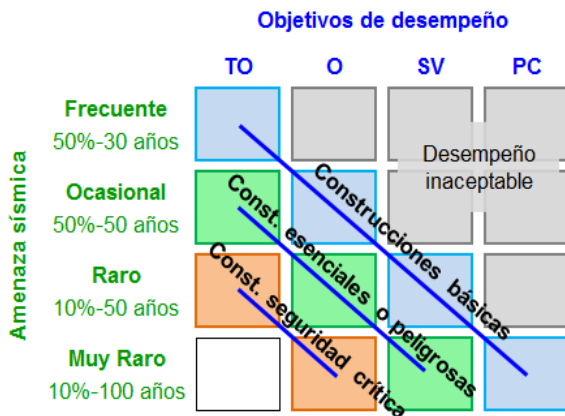 Objetivos de desempeño
TO O SV PC
Amenaza sísmica
Frecuente
50%-30 años
Ocasional
50%-50 años
Raro
10%-50 años
Muy Raro
10%-100 años
Desempeño
inaceptable
Construcciones básicas
Const. esenciales o peligrosas
Const. seguridad crítica